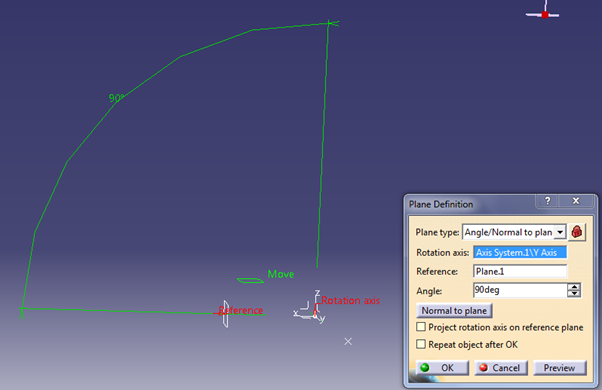 90°
Move
Reference
Rotation axis
z
x
y
Plane Definition
?
X
Plane type: Angle/Normal to plan
Rotation axis: Axis System.1\Y Axis
Reference: Plane.1
Angle: 90deg
Normal to plane
Project rotation axis on reference plane
Repeat object after OK
OK Cancel Preview